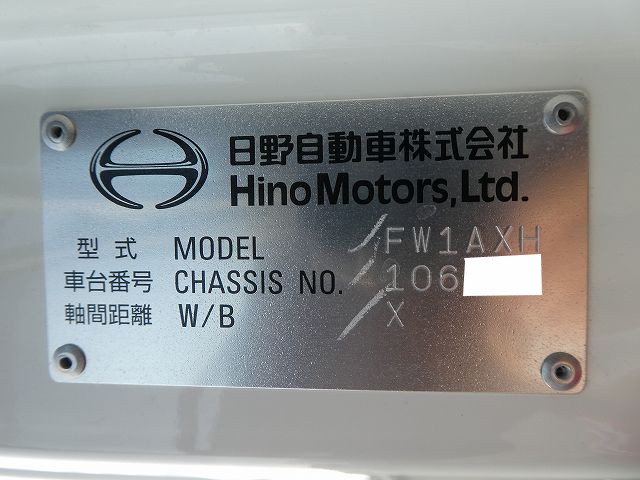 日野自動車株式会社
Hino Motors, Ltd.
型式 MODEL /FW1AXH
車台番号 CHASSIS NO. /106
軸間距離 W/B /X